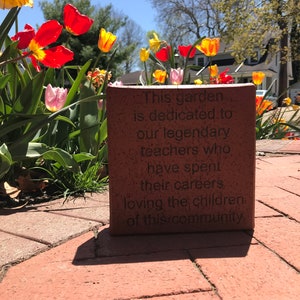 This garden
is dedicated to
our legendary
teachers who
have spent
their careers
loving the children
of this community